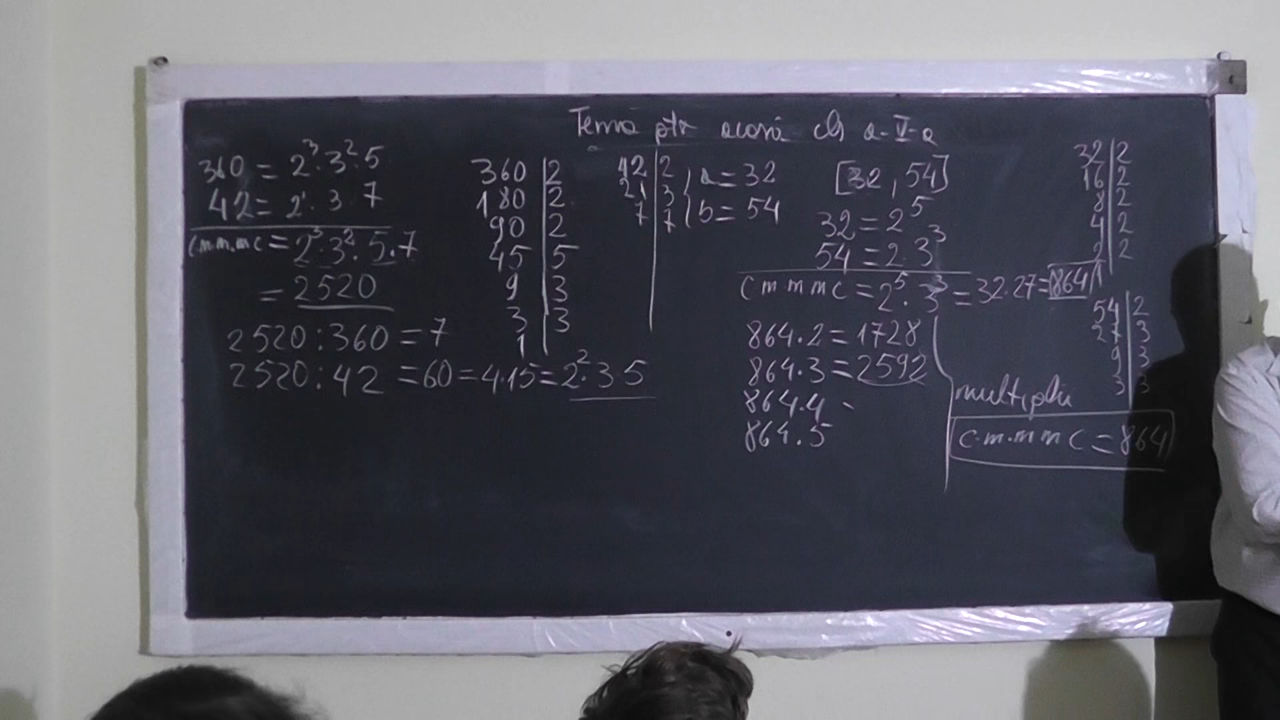 Tema ptr acasă cls a-V-a
360 = 2³·3²·5
42 = 2·3·7
c m m m c = 2³·3²·5·7
= 2520
2520 : 360 = 7
2520 : 42 = 60 = 4·15 = 2²·3·5
360 | 2
180 | 2
90 | 2
45 | 5
9 | 3
3 | 3
1 |
42 | 2
21 | 3
7 | 7
a = 32
b = 54
[32, 54]
32 = 2⁵
54 = 2·3³
c m m m c = 2⁵·3³ = 32·27 = 864
864·2 = 1728
864·3 = 2592
864·4 -
864·5
32 | 2
16 | 2
8 | 2
4 | 2
2 | 2
1
54 | 2
27 | 3
9 | 3
3 | 3
multiplii
c·m·m m c = 864